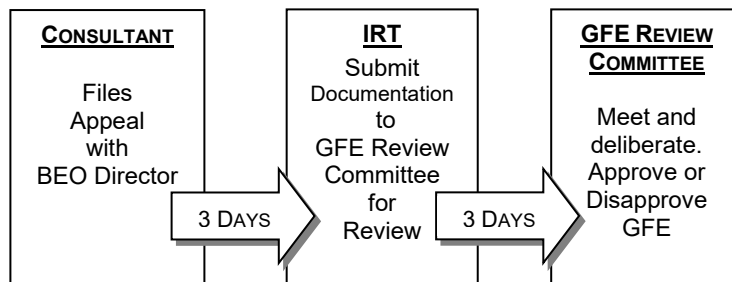 CONSULTANT
Files
Appeal
with
BEO Director
3 DAYS
IRT
Submit
Documentation
to
GFE Review
Committee
for
Review
3 DAYS
GFE REVIEW
COMMITTEE
Meet and
deliberate.
Approve or
Disapprove
GFE